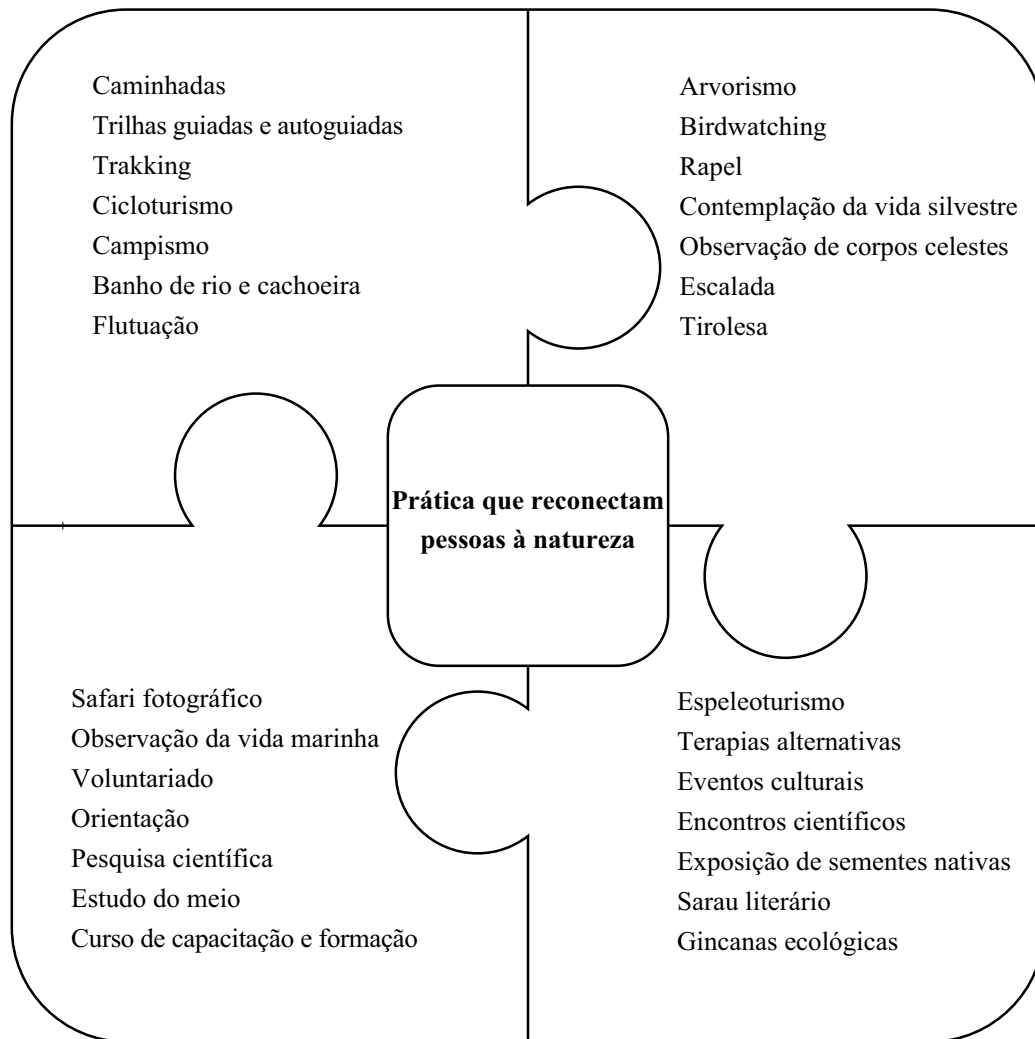 Caminhadas
Trilhas guiadas e autoguiadas
Trakking
Cicloturismo
Campismo
Banho de rio e cachoeira
Flutuação
Arvorismo
Birdwatching
Rapel
Contemplação da vida silvestre
Observação de corpos celestes
Escalada
Tirolesa
Prática que reconectam
pessoas à natureza
Safari fotográfico
Observação da vida marinha
Voluntariado
Orientação
Pesquisa científica
Estudo do meio
Curso de capacitação e formação
Espeleoturismo
Terapias alternativas
Eventos culturais
Encontros científicos
Exposição de sementes nativas
Sarau literário
Gincanas ecológicas